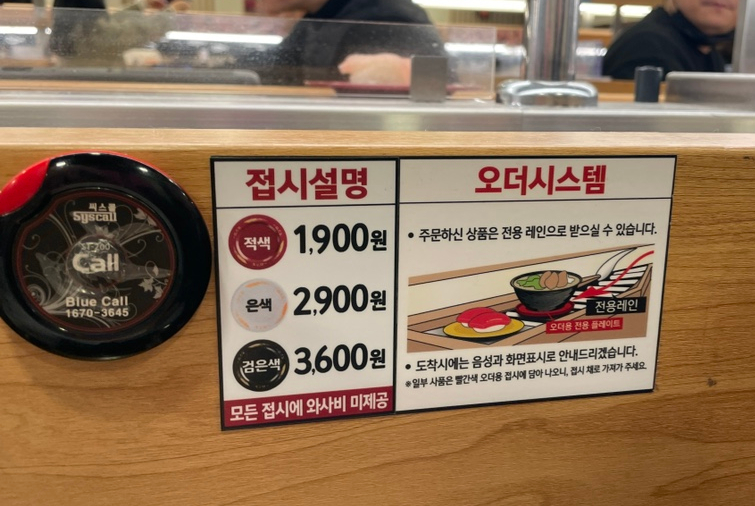 씨스콜
Syscall
ST-200
Call
Blue Call
1670-3645
접시설명
적색 1,900원
은색 2,900원
검은색 3,600원
모든 접시에 와사비 미제공
오더시스템
• 주문하신 상품은 전용 레인으로 받으실 수 있습니다.
전용레인
오더용 전용 플레이트
• 도착시에는 음성과 화면표시로 안내드리겠습니다.
※일부 사품은 빨간색 오더용 접시에 담아 나오니, 접시 채로 가져가 주세요.